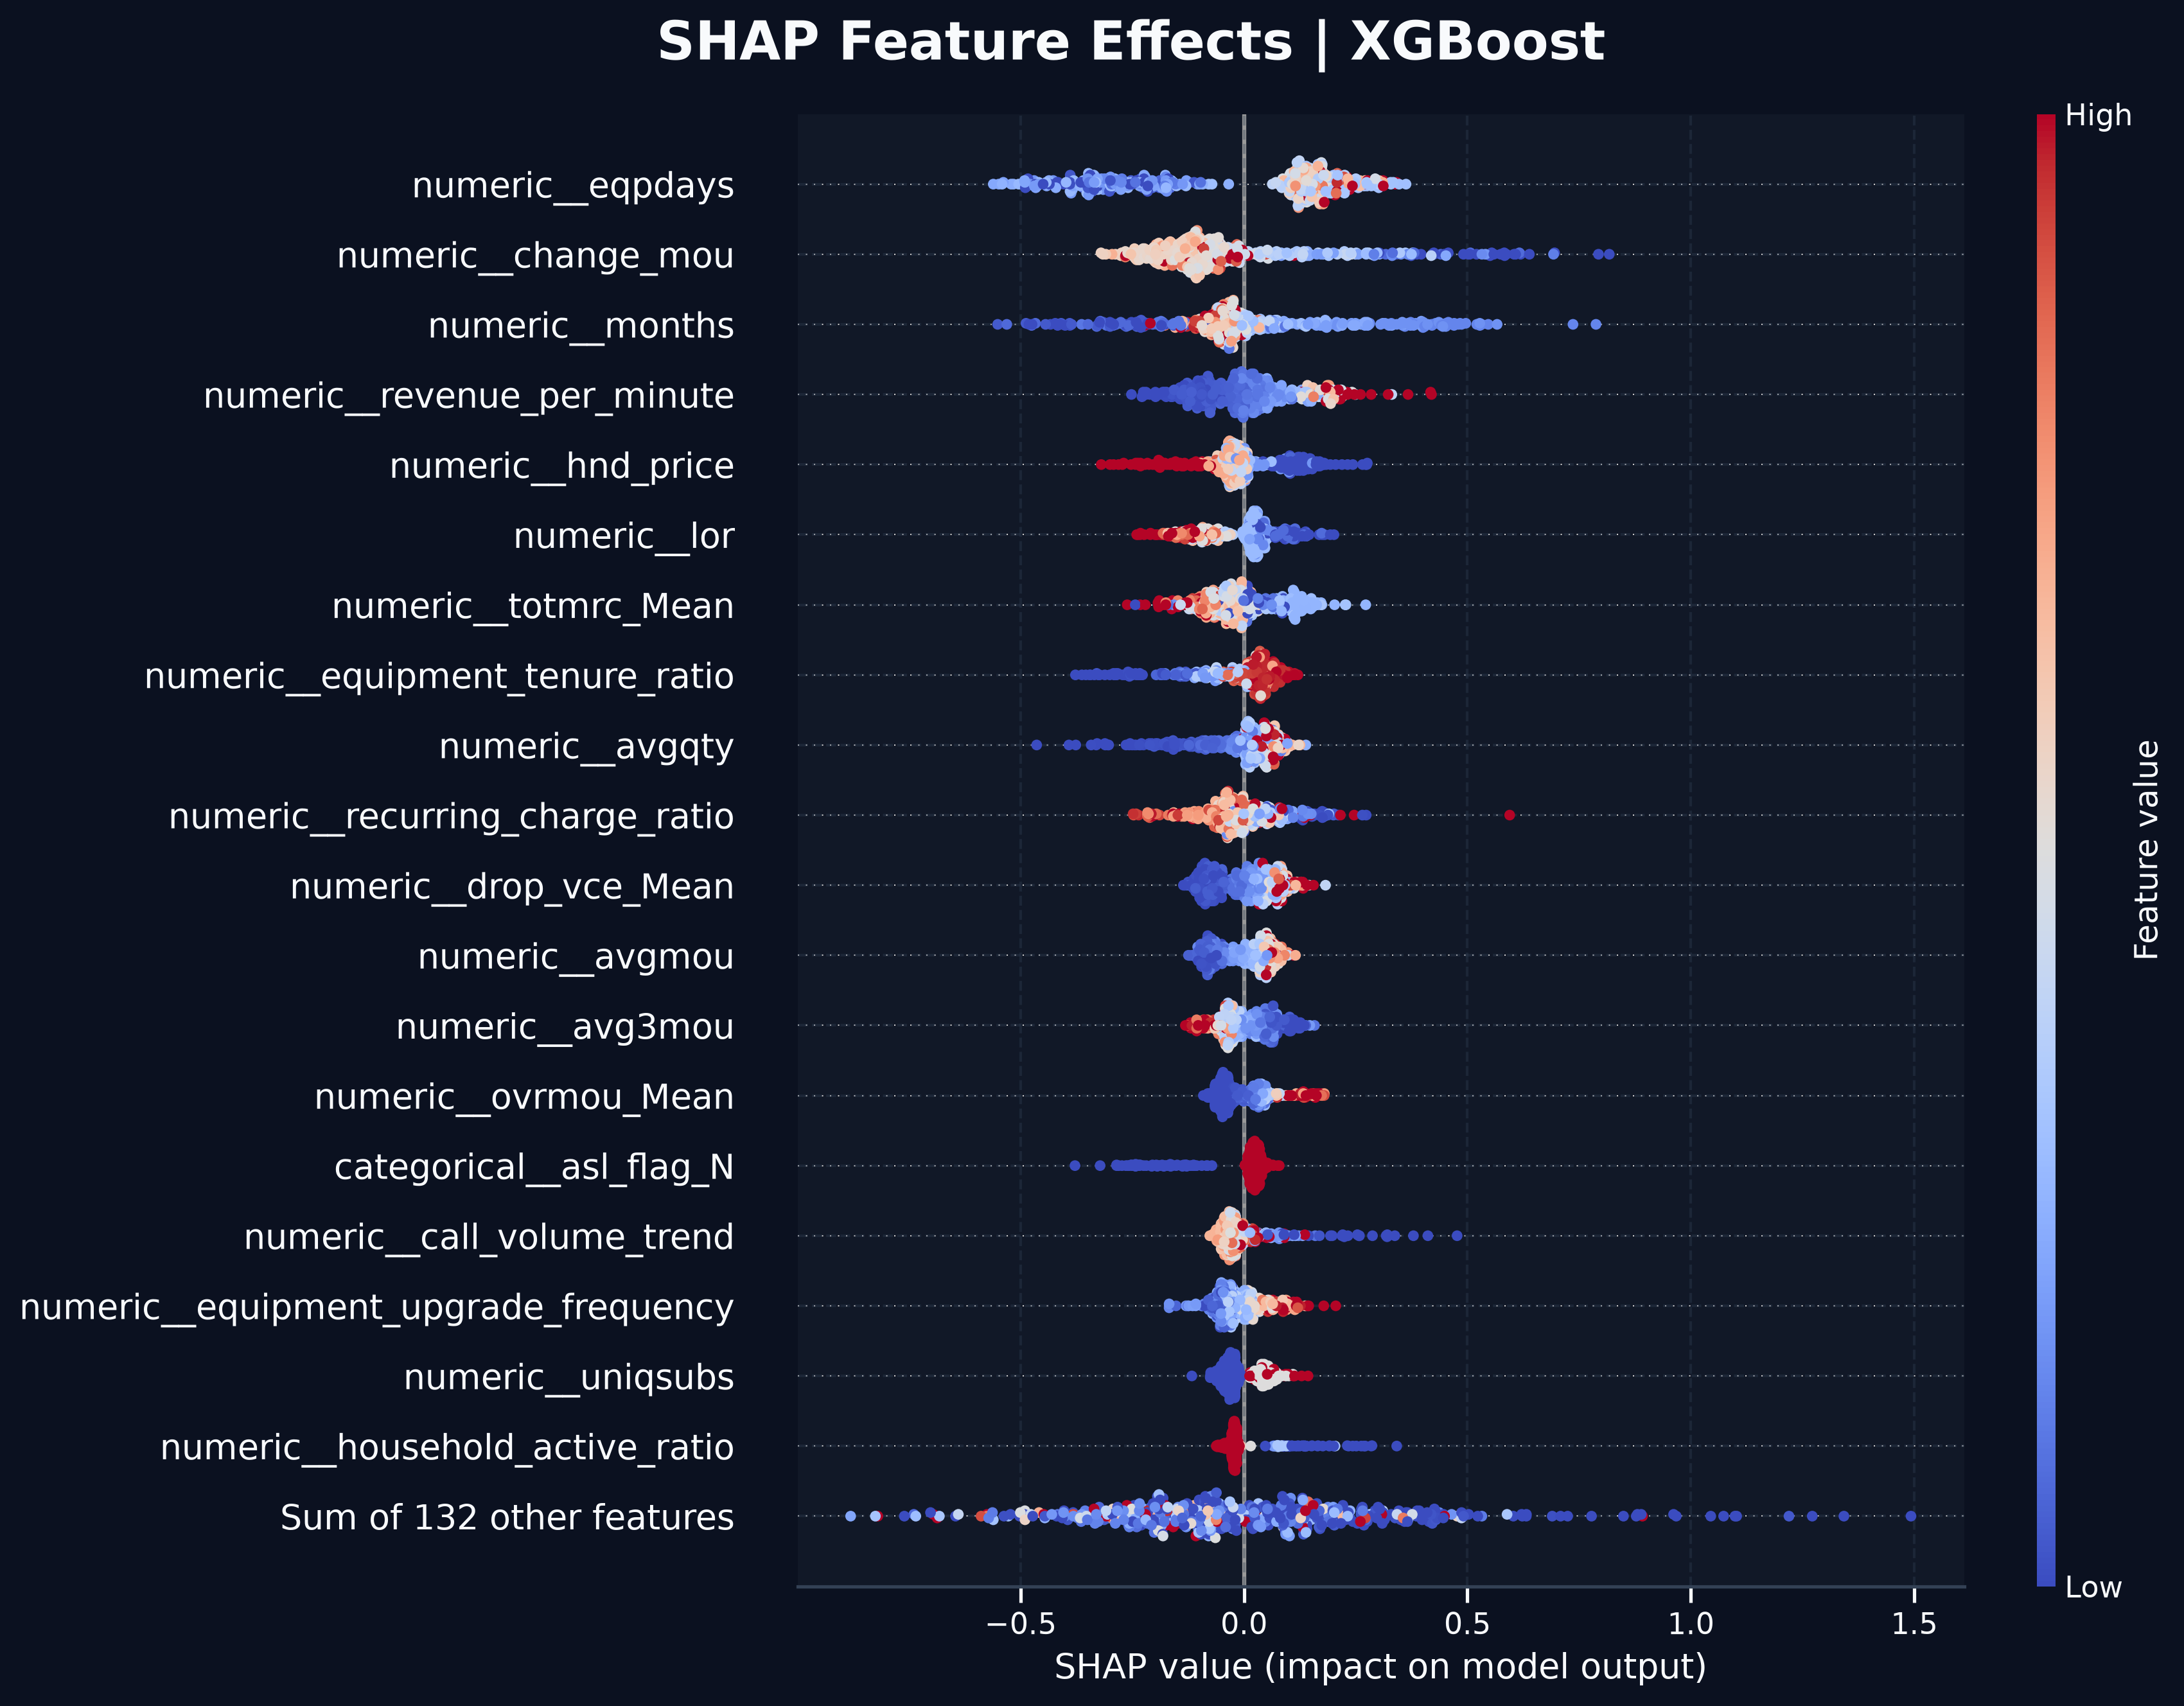 SHAP Feature Effects | XGBoost
High
numeric__eqpdays
numeric__change_mou
numeric__months
numeric__revenue_per_minute
numeric__hnd_price
numeric__lor
numeric__totmrc_Mean
numeric__equipment_tenure_ratio
numeric__avgqty
numeric__recurring_charge_ratio
numeric__drop_vce_Mean
numeric__avgmou
numeric__avg3mou
numeric__ovrmou_Mean
categorical__asl_flag_N
numeric__call_volume_trend
numeric__equipment_upgrade_frequency
numeric__uniqsubs
numeric__household_active_ratio
Sum of 132 other features
Feature value
Low
−0.5 0.0 0.5 1.0 1.5
SHAP value (impact on model output)